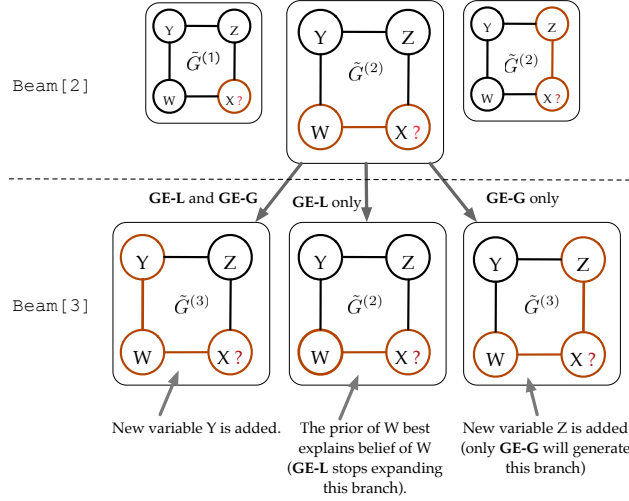 Y Z
G̃(1)
W X ?
Y Z
G̃(2)
W X ?
Y Z
G̃(2)
W X ?
Beam[2]
GE-L and GE-G
GE-L only
GE-G only
Y Z
G̃(3)
W X ?
Y Z
G̃(2)
W X ?
Y Z
G̃(3)
W X ?
Beam[3]
New variable Y is added.
The prior of W best
explains belief of W
(GE-L stops expanding
this branch).
New variable Z is added
(only GE-G will generate
this branch)